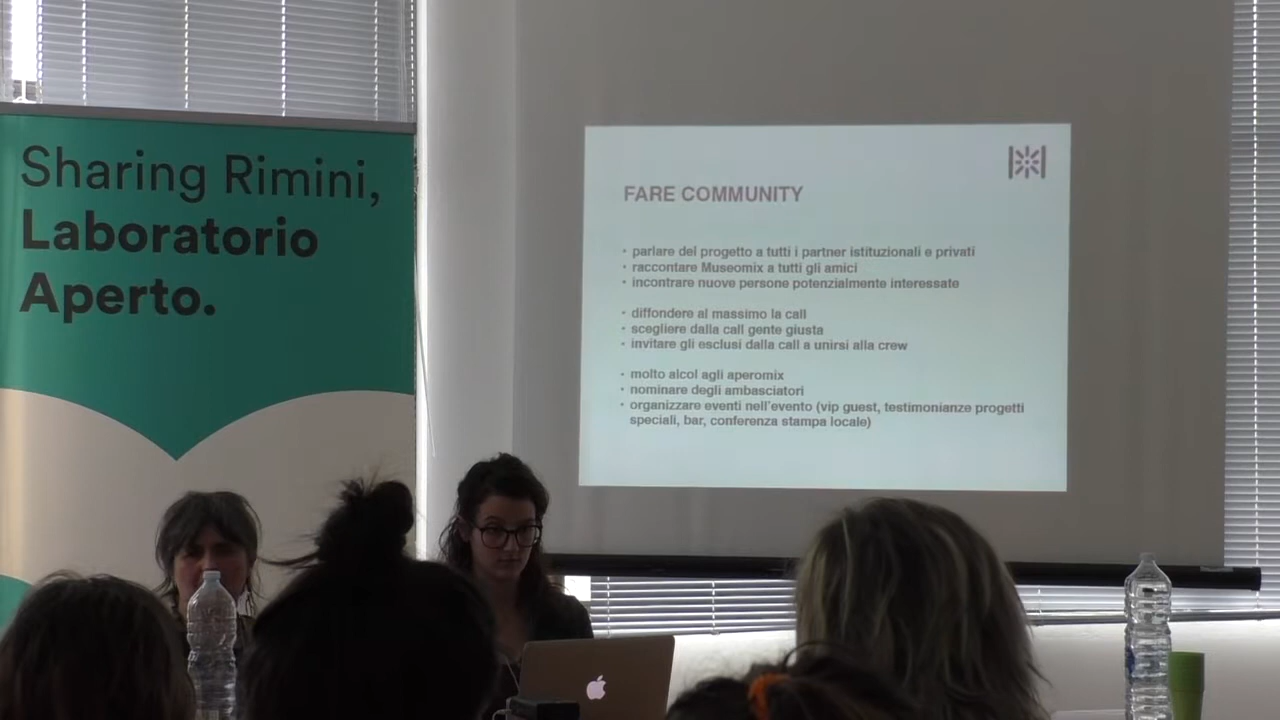 Sharing Rimini,
Laboratorio
Aperto.
FARE COMMUNITY
• parlare del progetto a tutti i partner istituzionali e privati
• raccontare Museomix a tutti gli amici
• incontrare nuove persone potenzialmente interessate
• diffondere al massimo la call
• scegliere dalla call gente giusta
• invitare gli esclusi dalla call a unirsi alla crew
• molto alcol agli aperomix
• nominare degli ambasciatori
• organizzare eventi nell'evento (vip guest, testimonianze progetti
speciali, bar, conferenza stampa locale)